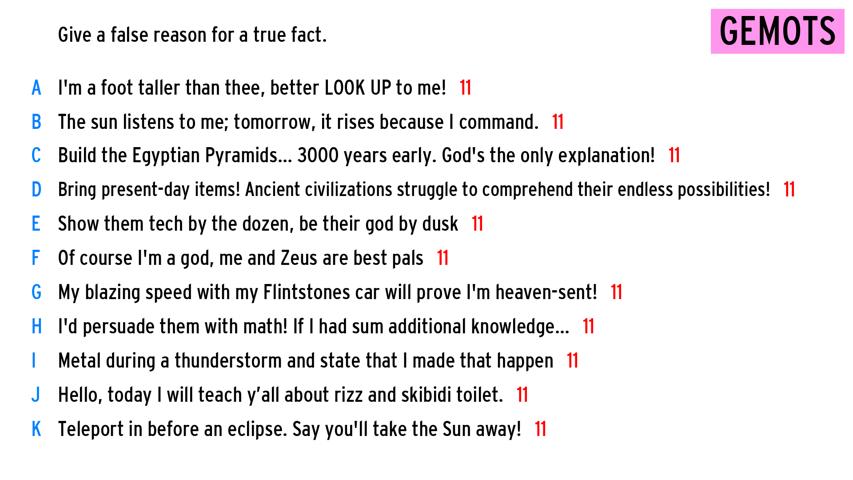 Give a false reason for a true fact.
GEMOTS
A I'm a foot taller than thee, better LOOK UP to me! 11
B The sun listens to me; tomorrow, it rises because I command. 11
C Build the Egyptian Pyramids... 3000 years early. God's the only explanation! 11
D Bring present-day items! Ancient civilizations struggle to comprehend their endless possibilities! 11
E Show them tech by the dozen, be their god by dusk 11
F Of course I'm a god, me and Zeus are best pals 11
G My blazing speed with my Flintstones car will prove I'm heaven-sent! 11
H I'd persuade them with math! If I had sum additional knowledge... 11
I Metal during a thunderstorm and state that I made that happen 11
J Hello, today I will teach y’all about rizz and skibidi toilet. 11
K Teleport in before an eclipse. Say you'll take the Sun away! 11